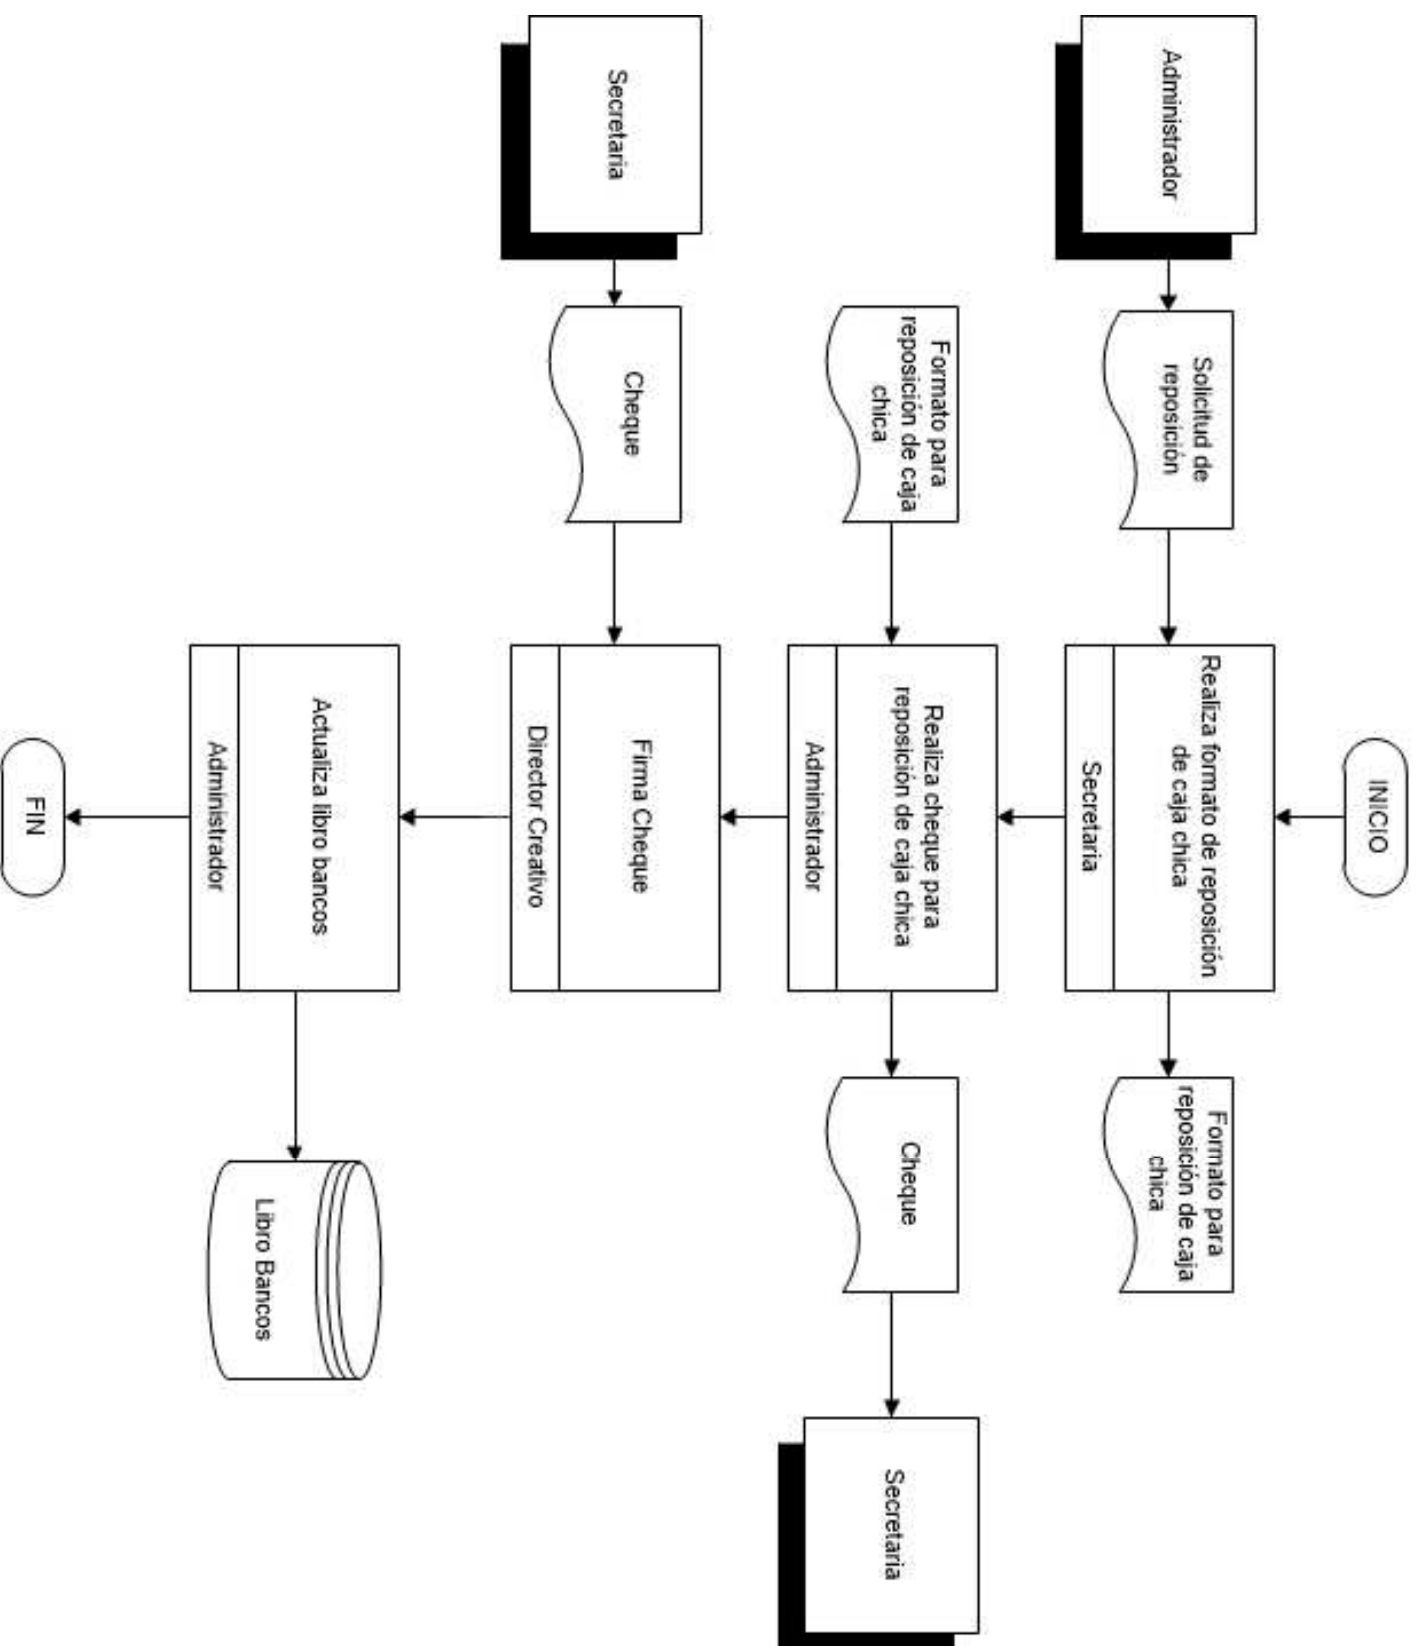 INICIO
Administrador
Solicitud de
reposición
Realiza formato de reposición
de caja chica
Secretaria
Formato para
reposición de caja
chica
Formato para
reposición de caja
chica
Realiza cheque para
reposición de caja chica
Administrador
Cheque
Secretaria
Secretaria
Cheque
Firma Cheque
Director Creativo
Actualiza libro bancos
Administrador
Libro Bancos
FIN